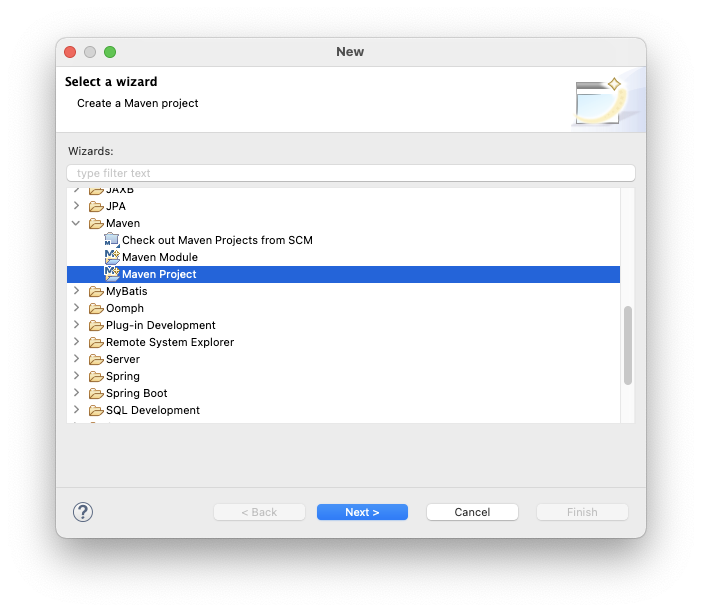 New
Select a wizard
Create a Maven project
Wizards:
type filter text
JAXB
JPA
Maven
Check out Maven Projects from SCM
Maven Module
Maven Project
MyBatis
Oomph
Plug-in Development
Remote System Explorer
Server
Spring
Spring Boot
SQL Development
?
< Back
Next >
Cancel
Finish